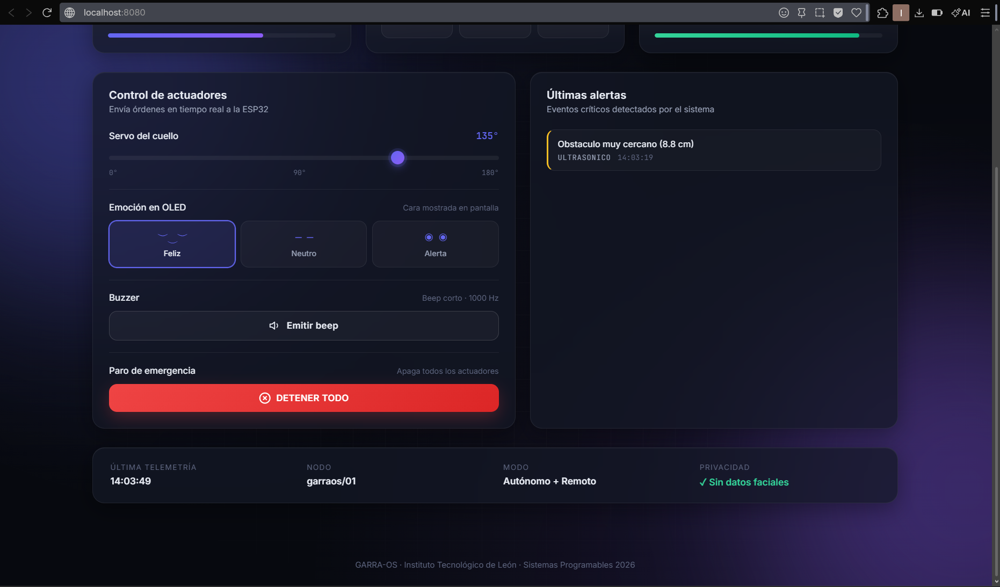 localhost:8080
AI
I
Control de actuadores
Envía órdenes en tiempo real a la ESP32
Servo del cuello
135°
0°
90°
180°
Emoción en OLED
Cara mostrada en pantalla
Feliz
Neutro
Alerta
Buzzer
Beep corto · 1000 Hz
Emitir beep
Paro de emergencia
Apaga todos los actuadores
DETENER TODO
Últimas alertas
Eventos críticos detectados por el sistema
Obstaculo muy cercano (8.8 cm)
ULTRASONICO 14:03:19
ÚLTIMA TELEMETRÍA
14:03:49
NODO
garraos/01
MODO
Autónomo + Remoto
PRIVACIDAD
✓ Sin datos faciales
GARRA-OS · Instituto Tecnológico de León · Sistemas Programables 2026